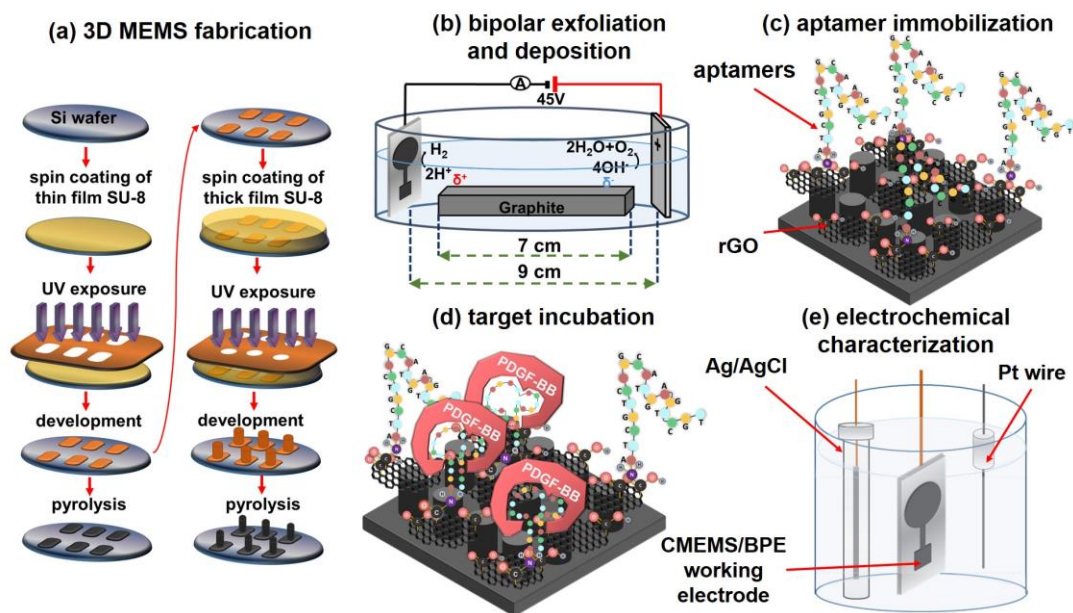 (a) 3D MEMS fabrication
Si wafer
spin coating of
thin film SU-8
UV exposure
development
pyrolysis
spin coating of
thick film SU-8
UV exposure
development
pyrolysis
(b) bipolar exfoliation
and deposition
A
45V
H2
2H+
2H2O+O2
4OH-
δ+
δ-
Graphite
7 cm
9 cm
(c) aptamer immobilization
aptamers
rGO
(d) target incubation
PDGF-BB
PDGF-BB
PDGF-BB
(e) electrochemical
characterization
Ag/AgCl
Pt wire
CMEMS/BPE
working
electrode